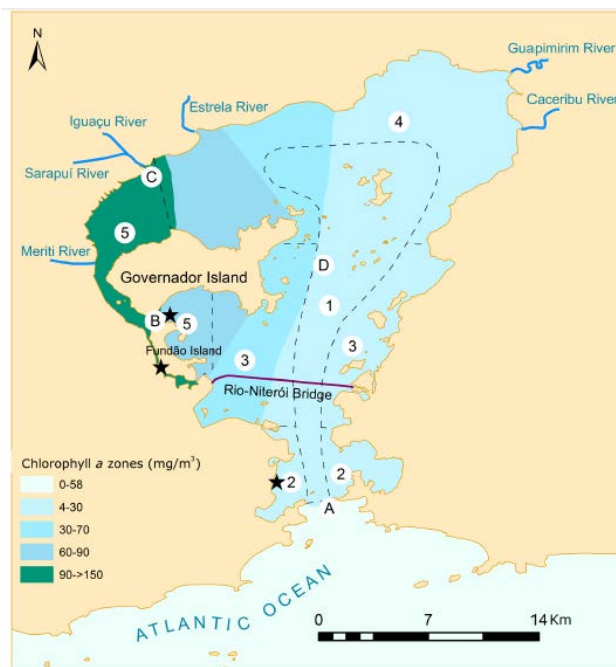 N
Guapimirim River
Caceribu River
Estrela River
Iguaçu River
Sarapuí River
Meriti River
4
C
5
Governador Island
D
1
B
5
Fundão Island
3
3
Rio-Niterói Bridge
2
2
A
Chlorophyll a zones (mg/m³)
0-58
4-30
30-70
60-90
90->150
ATLANTIC OCEAN
0 7 14 Km